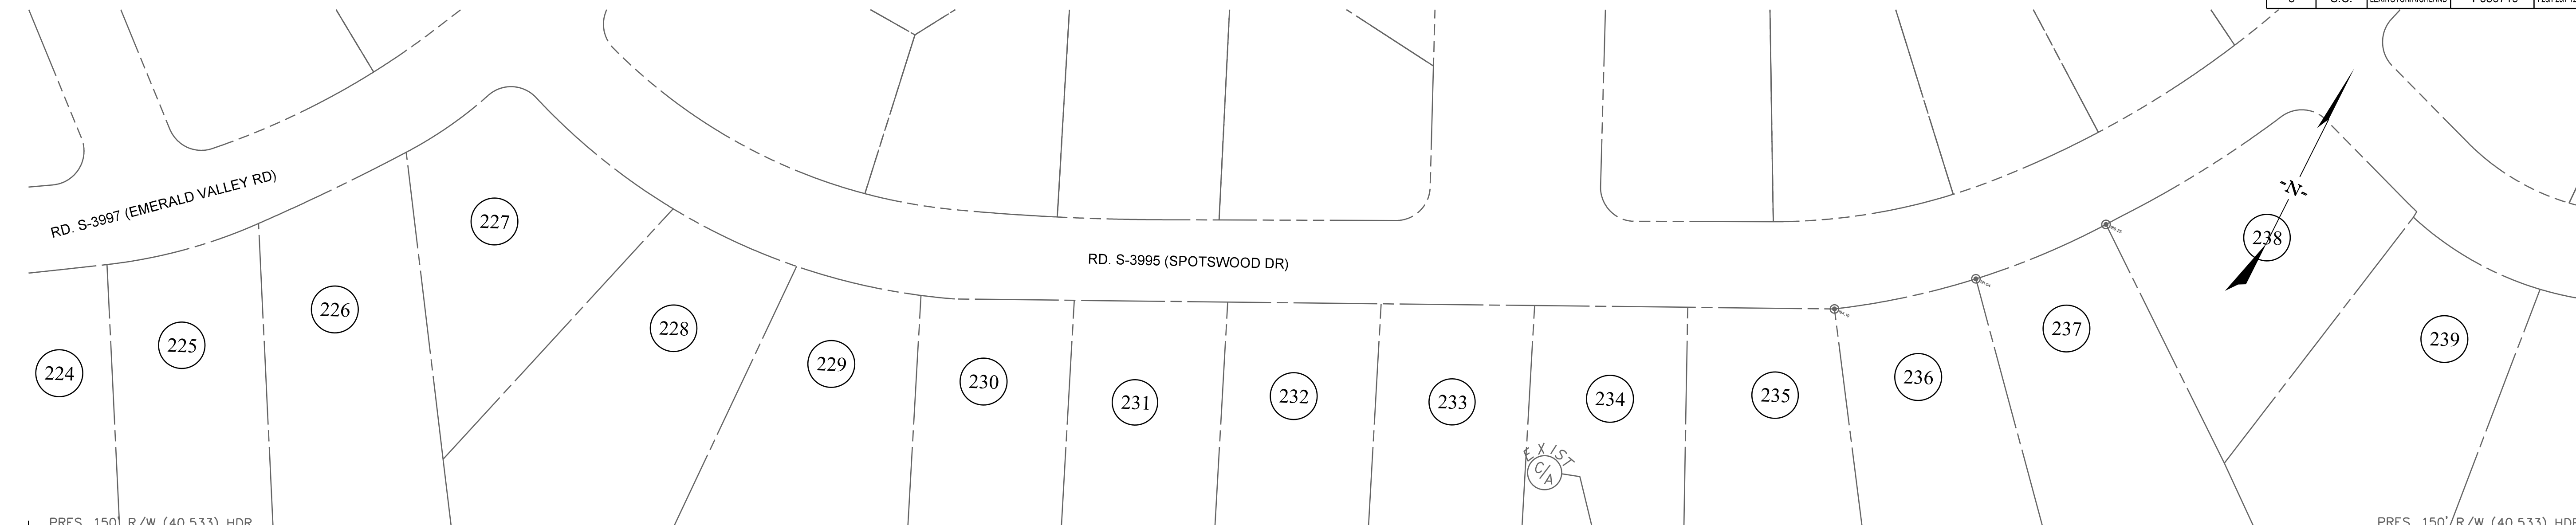 RD. S-3997 (EMERALD VALLEY RD)
RD. S-3995 (SPOTSWOOD DR)
-N-
224
225
226
227
228
229
230
231
232
233
234
235
236
237
238
239
EXIST
C/A
PRES. 150' R/W (40.533) HDR
PRES. 150' R/W (40.533) HDR